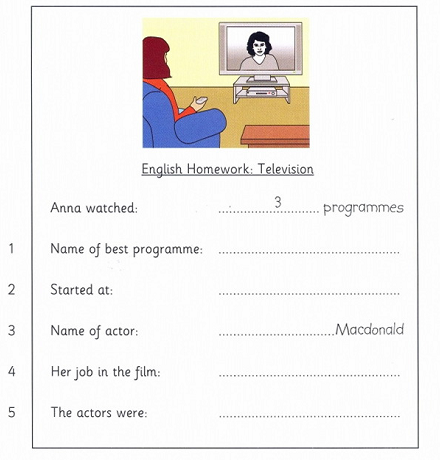 English Homework: Television
Anna watched: ........3........ programmes
1 Name of best programme: ........................
2 Started at: ........................
3 Name of actor: ........................Macdonald
4 Her job in the film: ........................
5 The actors were: ........................